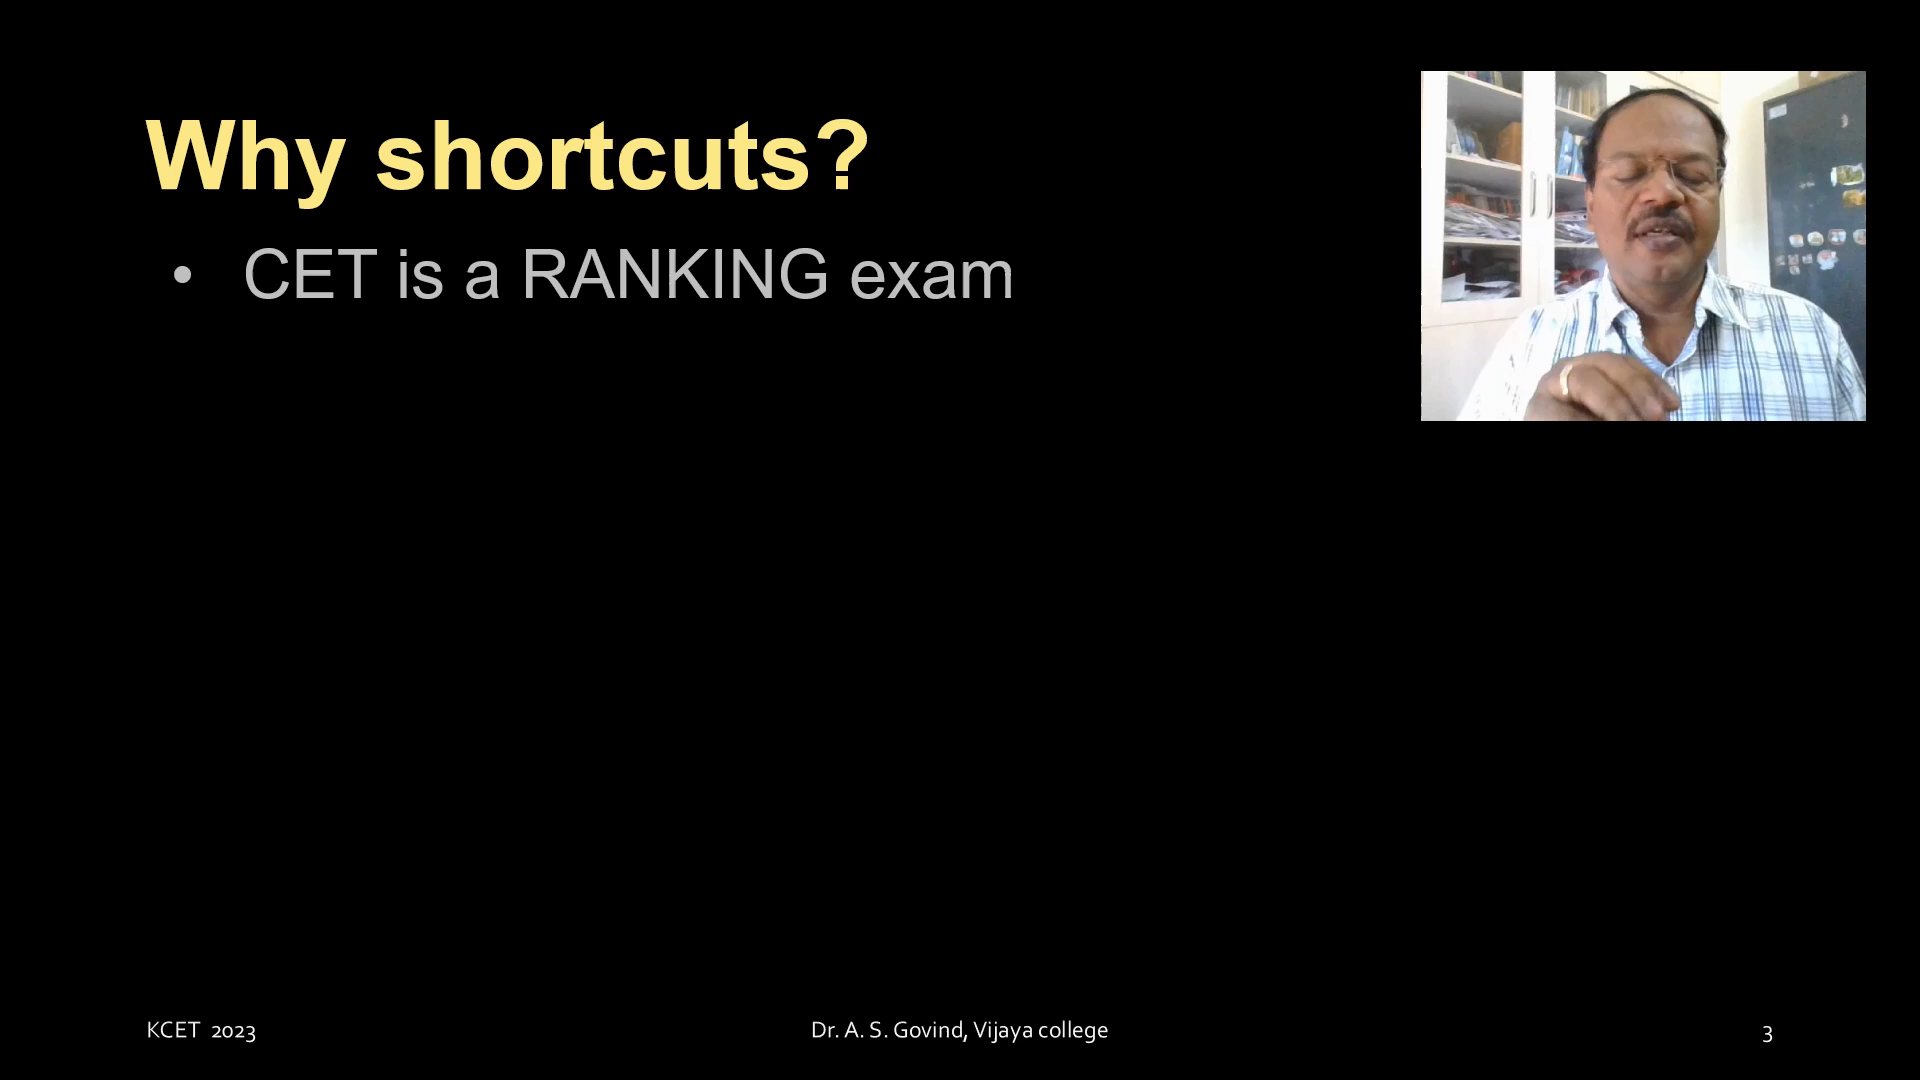 Why shortcuts?
• CET is a RANKING exam
KCET 2023
Dr. A. S. Govind, Vijaya college
3